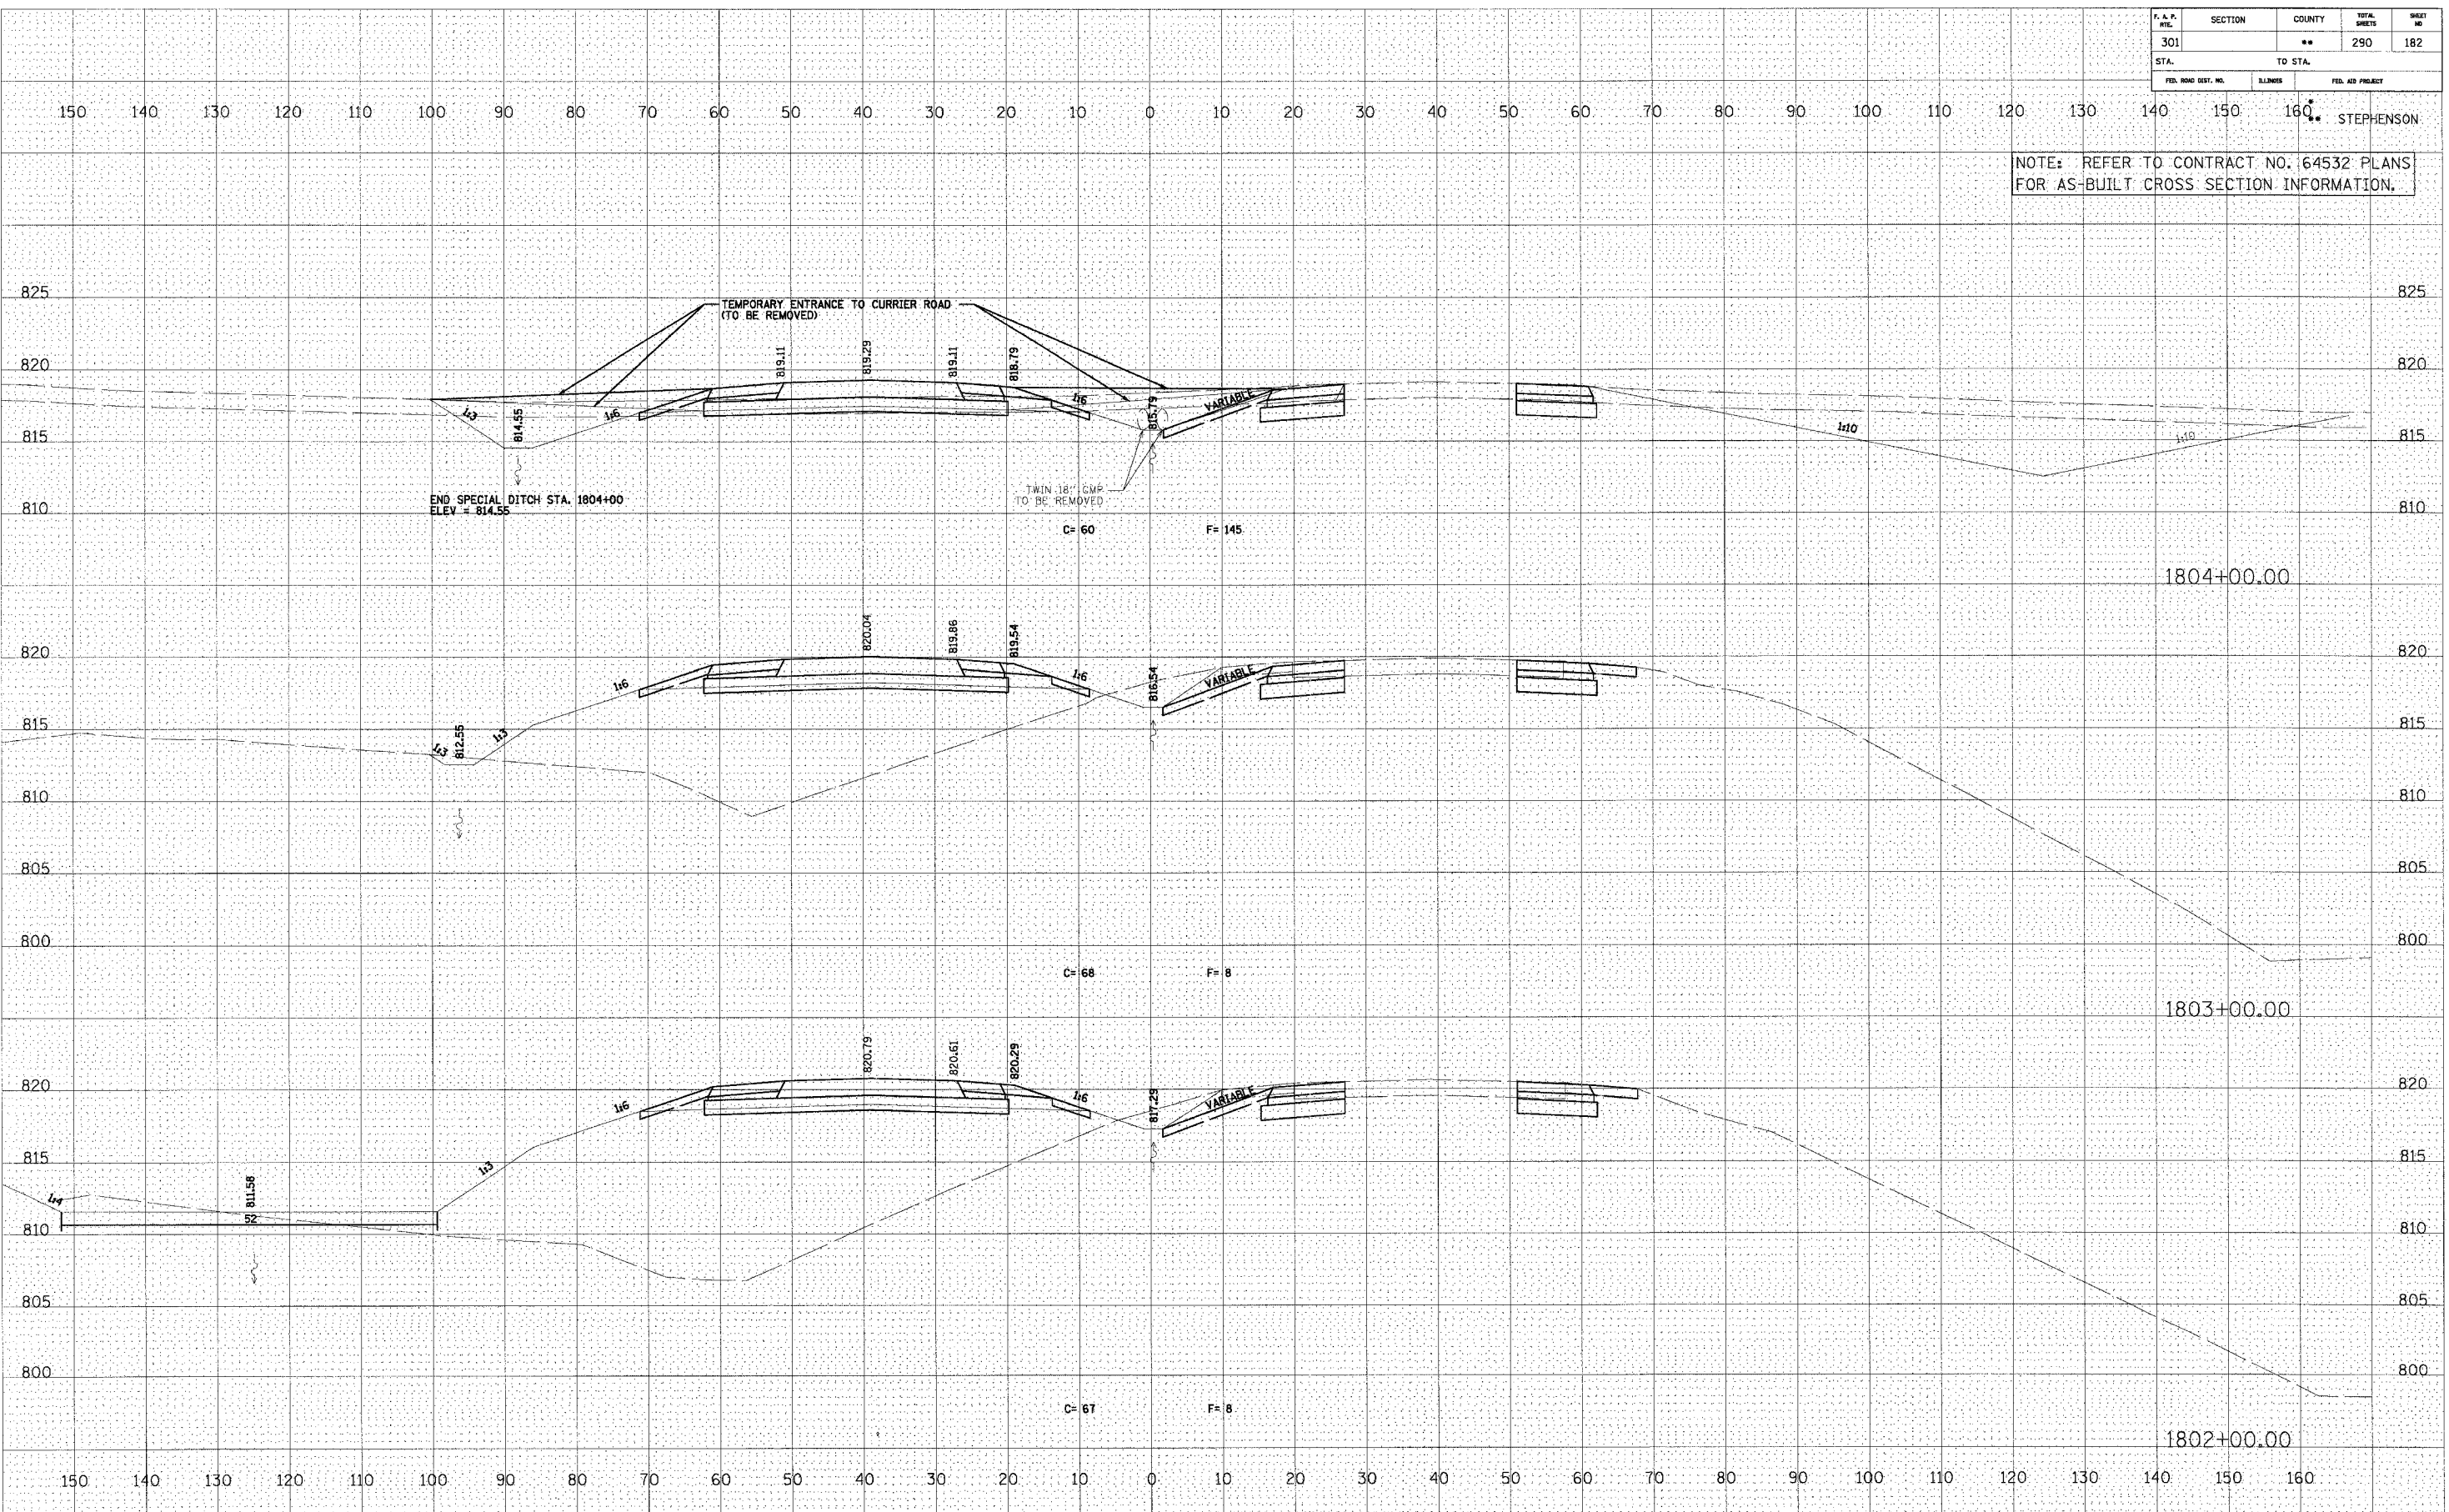 F. A. P. RTE. SECTION COUNTY TOTAL SHEETS SHEET NO
301 ** 290 182
STA. TO STA.
FED. ROAD DIST. NO. ILLINOIS FED. AID PROJECT
150 140 130 120 110 100 90 80 70 60 50 40 30 20 10 0 10 20 30 40 50 60 70 80 90 100 110 120 130 140 150 160
*
** STEPHENSON
NOTE: REFER TO CONTRACT NO. 64532 PLANS
FOR AS-BUILT CROSS SECTION INFORMATION.
825 825
TEMPORARY ENTRANCE TO CURRIER ROAD
(TO BE REMOVED)
820 819.11 819.29 819.11 818.79 820
1:3 1:6 1:6 VARIABLE
815 814.55 815.79 1:10 1:10 815
END SPECIAL DITCH STA. 1804+00
ELEV = 814.55
TWIN 18" CMP
TO BE REMOVED
810 810
C= 60 F= 145
1804+00.00
820 820.04 819.86 819.54 820
1:6 1:6 816.54 VARIABLE
815 815
1:3 812.55 1:3
810 810
805 805
800 800
C= 68 F= 8
1803+00.00
820 820.79 820.61 820.29 820
1:6 1:6 817.29 VARIABLE
815 1:3 815
1:4 811.58
52
810 810
805 805
800 800
C= 67 F= 8
1802+00.00
150 140 130 120 110 100 90 80 70 60 50 40 30 20 10 0 10 20 30 40 50 60 70 80 90 100 110 120 130 140 150 160